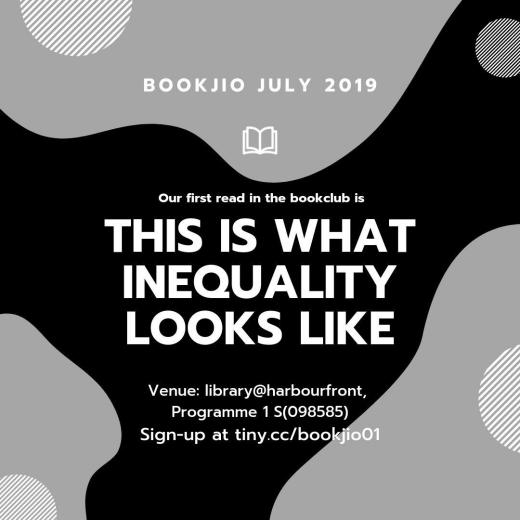 BOOKJIO JULY 2019
Our first read in the bookclub is
THIS IS WHAT
INEQUALITY
LOOKS LIKE
Venue: library@harbourfront,
Programme 1 S(098585)
Sign-up at tiny.cc/bookjio01